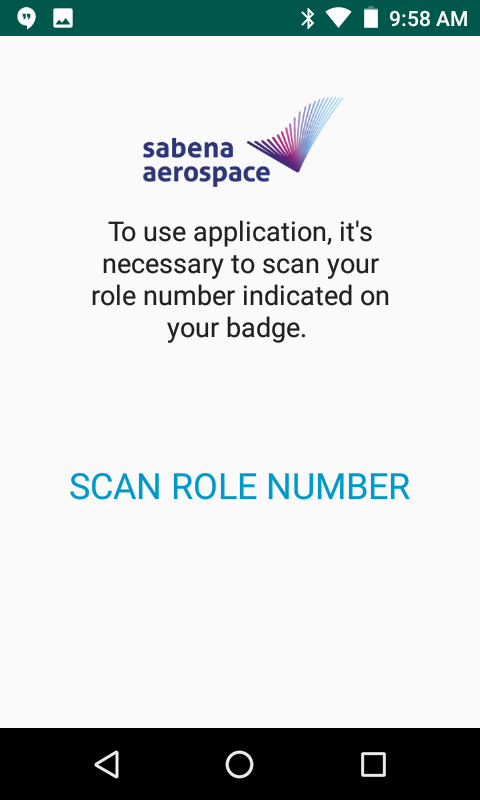 9:58 AM
sabena
aerospace
To use application, it's
necessary to scan your
role number indicated on
your badge.
SCAN ROLE NUMBER